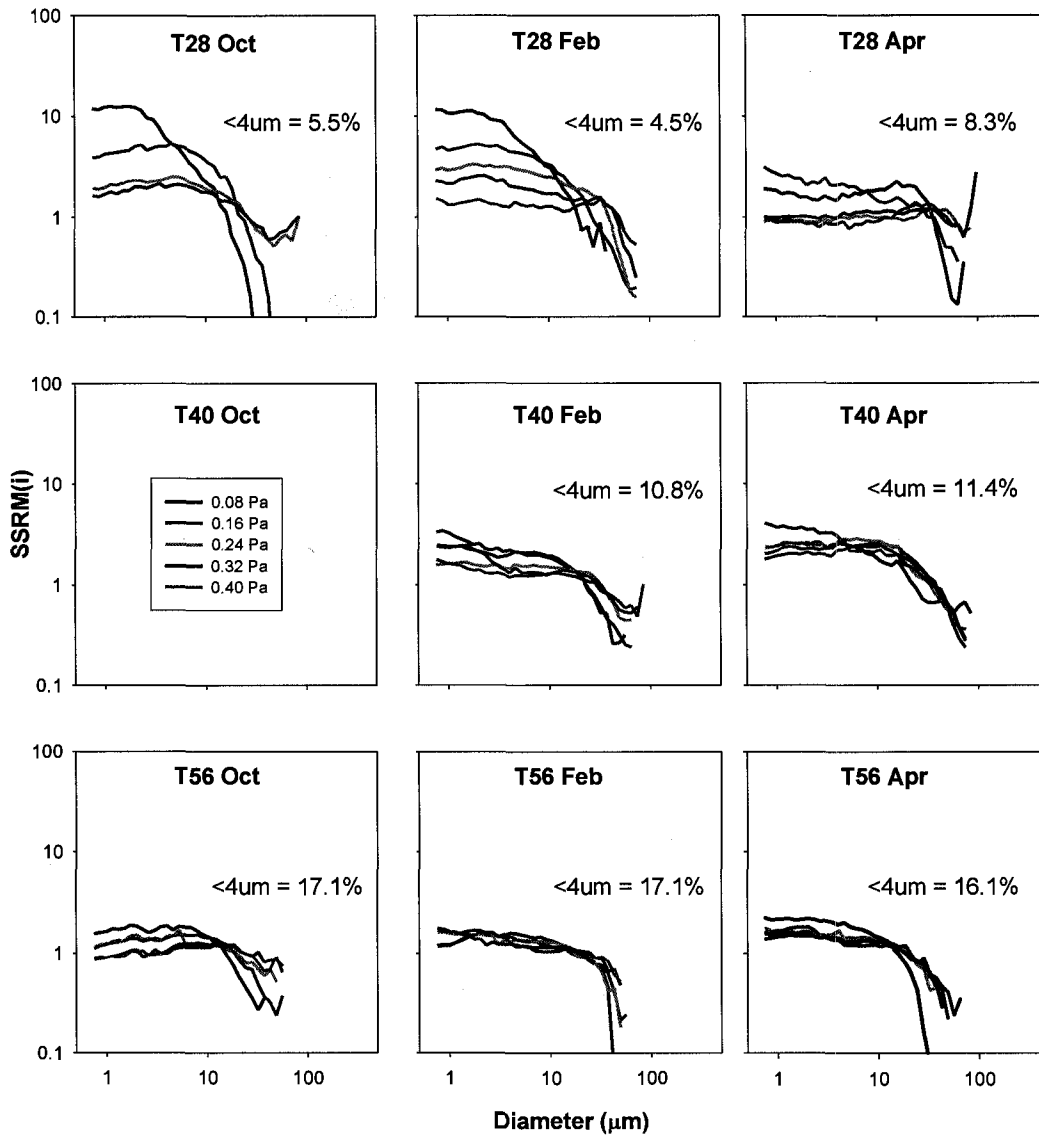 T28 Oct
T28 Feb
T28 Apr
100
10
1
0.1
<4um = 5.5%
<4um = 4.5%
<4um = 8.3%
T40 Oct
T40 Feb
T40 Apr
100
10
1
0.1
0.08 Pa
0.16 Pa
0.24 Pa
0.32 Pa
0.40 Pa
<4um = 10.8%
<4um = 11.4%
SSRM(i)
T56 Oct
T56 Feb
T56 Apr
100
10
1
0.1
<4um = 17.1%
<4um = 17.1%
<4um = 16.1%
1 10 100
1 10 100
1 10 100
Diameter (μm)